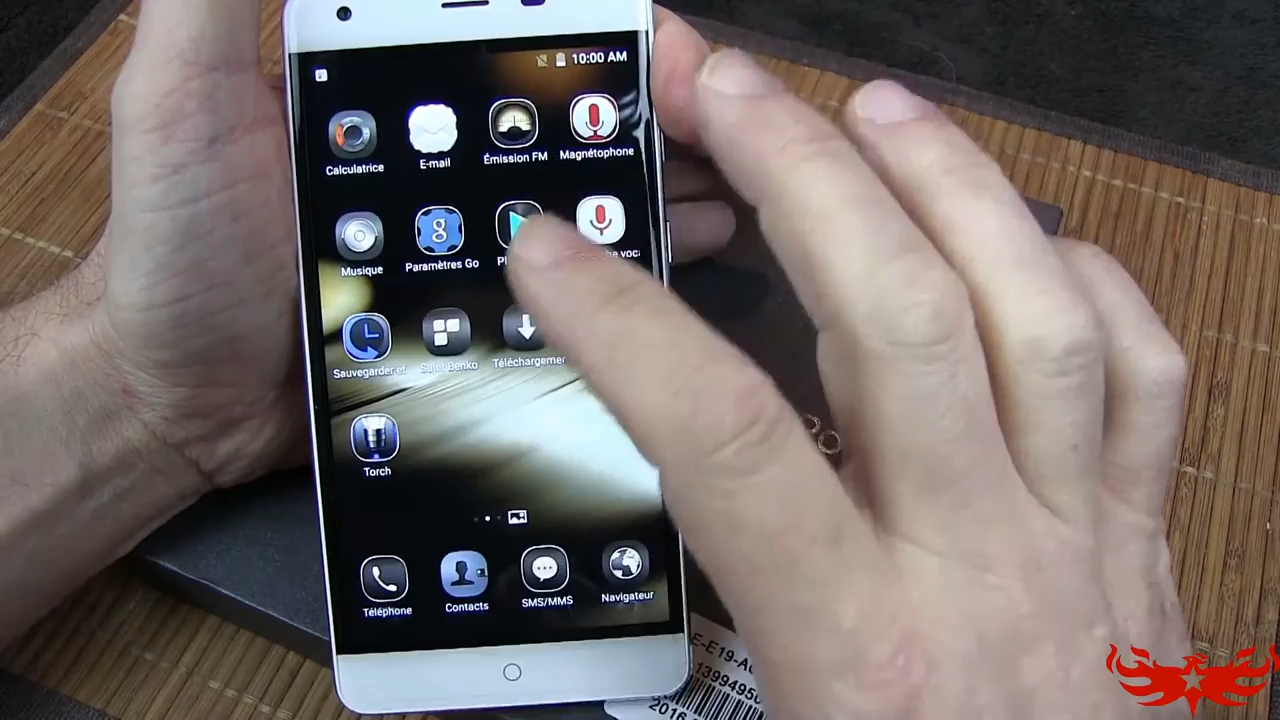 10:00 AM
Calculatrice
E-mail
Émission FM
Magnétophone
Musique
Paramètres Go
Sauvegarder et
Sujet Benko
Torch
Téléphone
Contacts
SMS/MMS
Navigateur